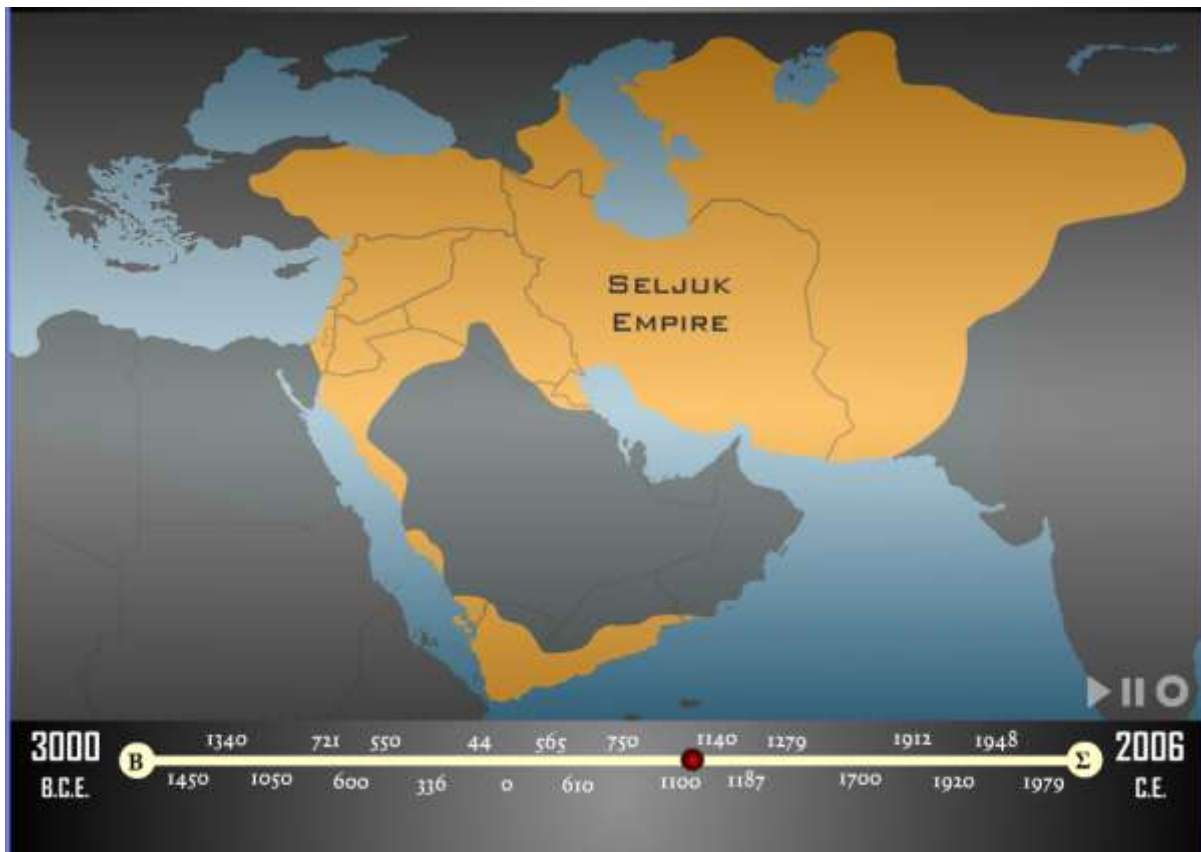 SELJUK
EMPIRE
3000
B.C.E.
B
1340 721 550 44 565 750 1140 1279 1912 1948
1450 1050 600 336 0 610 1100 1187 1700 1920 1979
Σ
2006
C.E.